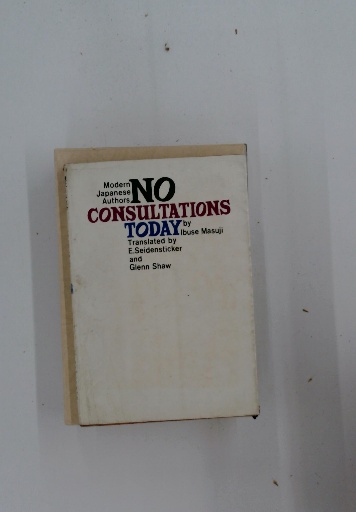 Modern
Japanese
Authors
NO
CONSULTATIONS
TODAY by
Ibuse Masuji
Translated by
E.Seidensticker
and
Glenn Shaw